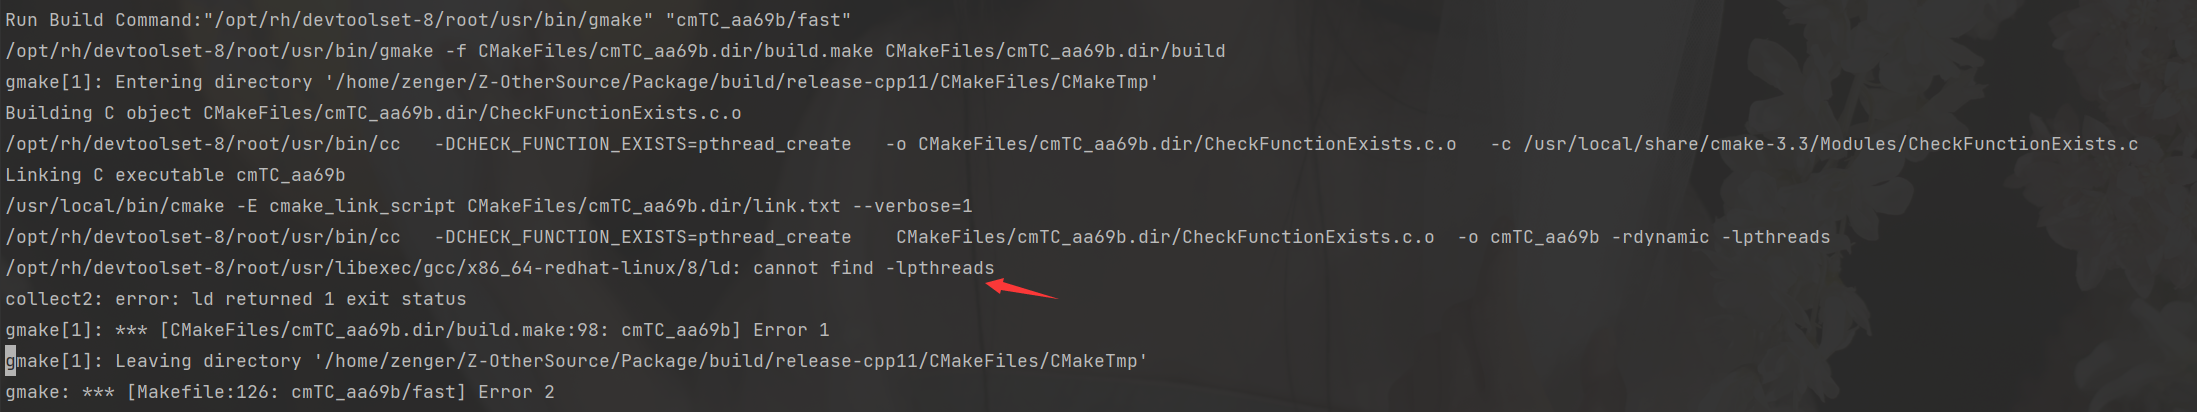 Run Build Command:"/opt/rh/devtoolset-8/root/usr/bin/gmake" "cmTC_aa69b/fast"
/opt/rh/devtoolset-8/root/usr/bin/gmake -f CMakeFiles/cmTC_aa69b.dir/build.make CMakeFiles/cmTC_aa69b.dir/build
gmake[1]: Entering directory '/home/zenger/Z-OtherSource/Package/build/release-cpp11/CMakeFiles/CMakeTmp'
Building C object CMakeFiles/cmTC_aa69b.dir/CheckFunctionExists.c.o
/opt/rh/devtoolset-8/root/usr/bin/cc   -DCHECK_FUNCTION_EXISTS=pthread_create   -o CMakeFiles/cmTC_aa69b.dir/CheckFunctionExists.c.o   -c /usr/local/share/cmake-3.3/Modules/CheckFunctionExists.c
Linking C executable cmTC_aa69b
/usr/local/bin/cmake -E cmake_link_script CMakeFiles/cmTC_aa69b.dir/link.txt --verbose=1
/opt/rh/devtoolset-8/root/usr/bin/cc   -DCHECK_FUNCTION_EXISTS=pthread_create    CMakeFiles/cmTC_aa69b.dir/CheckFunctionExists.c.o  -o cmTC_aa69b -rdynamic -lpthreads
/opt/rh/devtoolset-8/root/usr/libexec/gcc/x86_64-redhat-linux/8/ld: cannot find -lpthreads
collect2: error: ld returned 1 exit status
gmake[1]: *** [CMakeFiles/cmTC_aa69b.dir/build.make:98: cmTC_aa69b] Error 1
gmake[1]: Leaving directory '/home/zenger/Z-OtherSource/Package/build/release-cpp11/CMakeFiles/CMakeTmp'
gmake: *** [Makefile:126: cmTC_aa69b/fast] Error 2